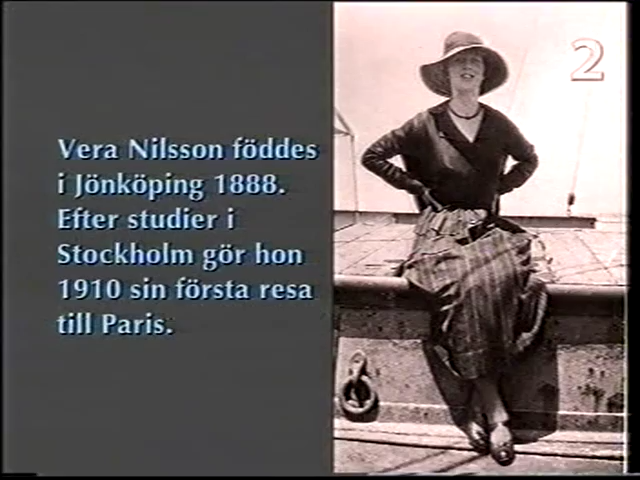 Vera Nilsson föddes
i Jönköping 1888.
Efter studier i
Stockholm gör hon
1910 sin första resa
till Paris.
2